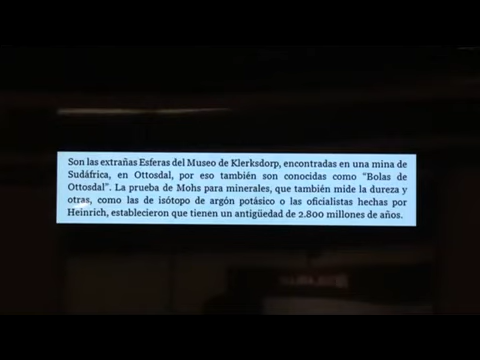 Son las extrañas Esferas del Museo de Klerksdorp, encontradas en una mina de
Sudáfrica, en Ottosdal, por eso también son conocidas como “Bolas de
Ottosdal”. La prueba de Mohs para minerales, que también mide la dureza y
otras, como las de isótopo de argón potásico o las oficialistas hechas por
Heinrich, establecieron que tienen un antigüedad de 2.800 millones de años.